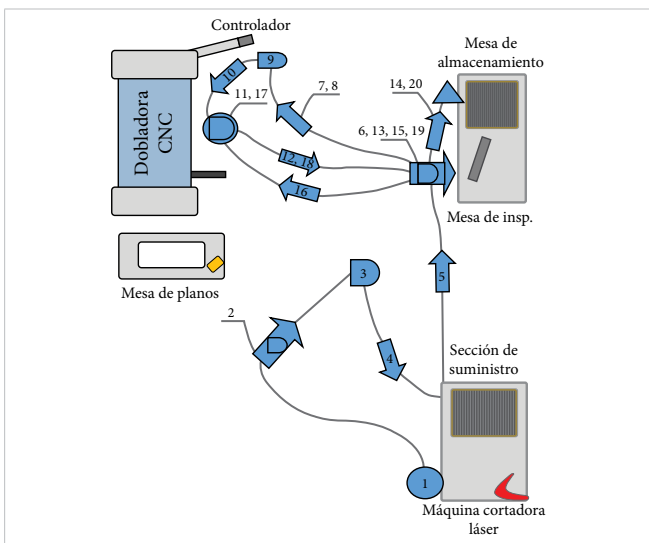 Controlador
Mesa de
almacenamiento
10
9
7, 8
14, 20
11, 17
Dobladora
CNC
6, 13, 15, 19
12, 18
16
Mesa de insp.
Mesa de planos
2
3
5
4
Sección de
suministro
1
Máquina cortadora
láser